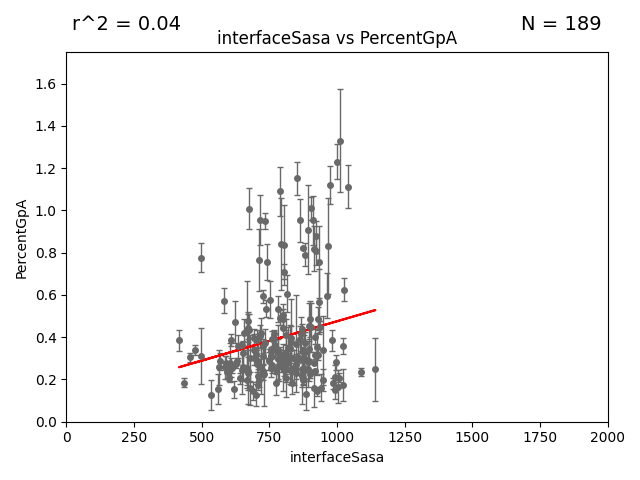 r^2 = 0.04
N = 189
interfaceSasa vs PercentGpA
PercentGpA
1.6
1.4
1.2
1.0
0.8
0.6
0.4
0.2
0.0
0 250 500 750 1000 1250 1500 1750 2000
interfaceSasa